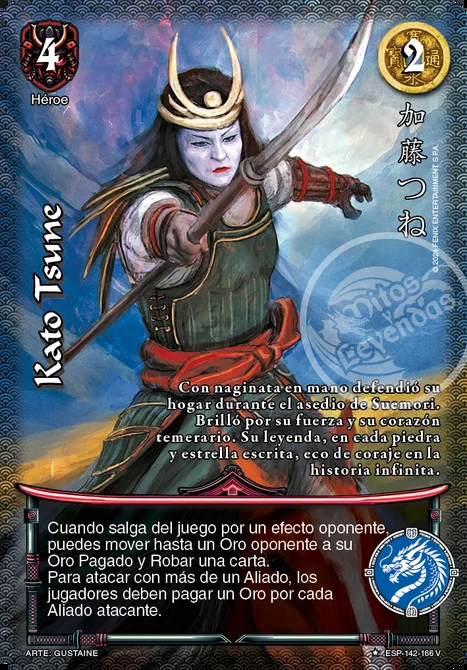 4
Héroe
2
寛
通
永
寳
加藤つね
© 2024 FENIX ENTERTAINMENT S.P.A.
Kato Tsune
Mitos
y
Leyendas
Con naginata en mano defendió su
hogar durante el asedio de Suemori.
Brilló por su fuerza y su corazón
temerario. Su leyenda, en cada piedra
y estrella escrita, eco de coraje en la
historia infinita.
Cuando salga del juego por un efecto oponente,
puedes mover hasta un Oro oponente a su
Oro Pagado y Robar una carta.
Para atacar con más de un Aliado, los
jugadores deben pagar un Oro por cada
Aliado atacante.
ARTE: GUSTAINE
ESP-142-166 V